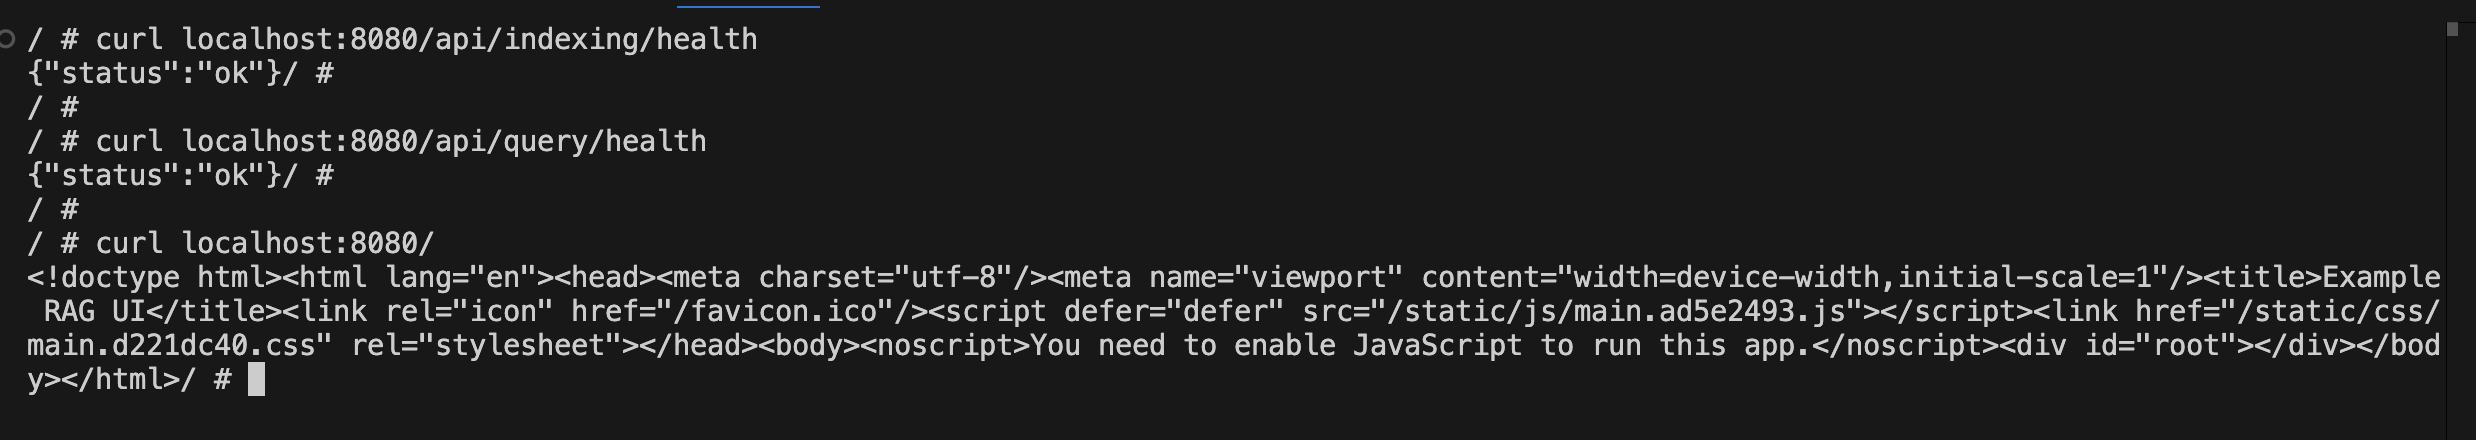 / # curl localhost:8080/api/indexing/health
{"status":"ok"}/ #
/ #
/ # curl localhost:8080/api/query/health
{"status":"ok"}/ #
/ #
/ # curl localhost:8080/
<!doctype html><html lang="en"><head><meta charset="utf-8"/><meta name="viewport" content="width=device-width,initial-scale=1"/><title>Example
 RAG UI</title><link rel="icon" href="/favicon.ico"/><script defer="defer" src="/static/js/main.ad5e2493.js"></script><link href="/static/css/
main.d221dc40.css" rel="stylesheet"></head><body><noscript>You need to enable JavaScript to run this app.</noscript><div id="root"></div></bod
y></html>/ #